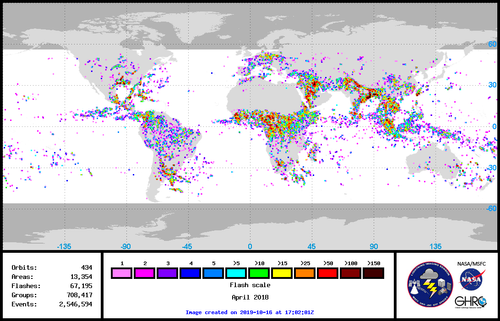 60
30
0
-30
-60
-135 -90 -45 0 45 90 135
Orbits: 434
Areas: 13,354
Flashes: 67,195
Groups: 708,417
Events: 2,546,594
1 2 3 4 5 >5 >10 >15 >25 >50 >100 >150
Flash scale
April 2018
Image created on 2019-10-16 at 17:02:01Z
NASA/MSFC
NASA
GHRC